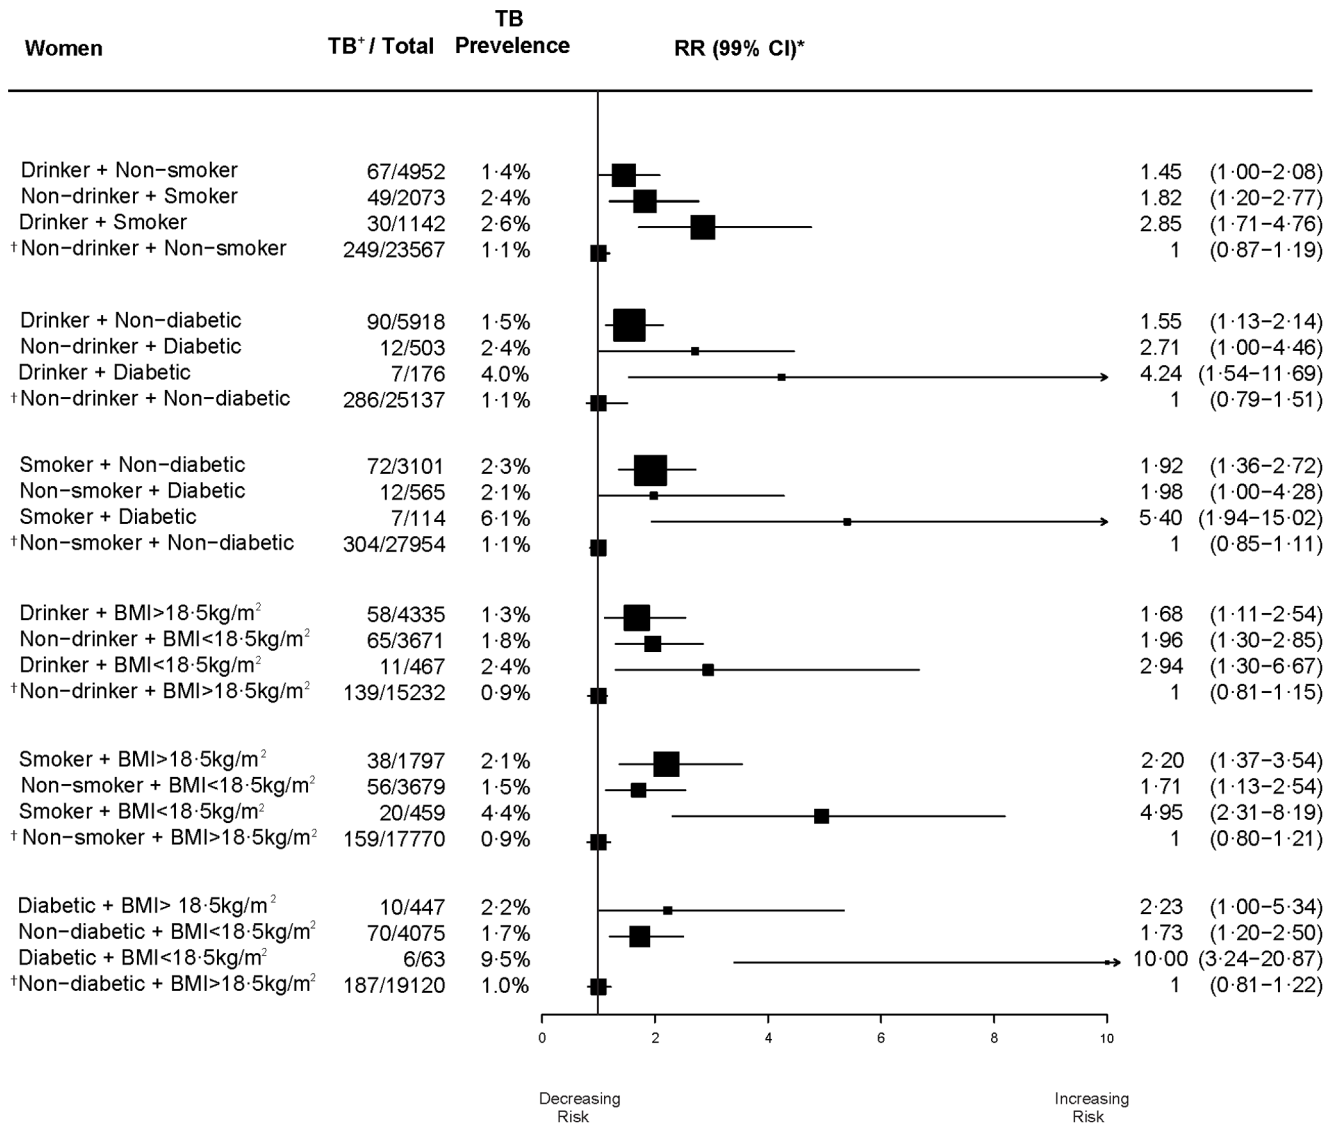 Women TB+ / Total TB Prevelence RR (99% CI)*
Drinker + Non−smoker 67/4952 1·4% 1.45 (1·00−2·08)
Non−drinker + Smoker 49/2073 2·4% 1.82 (1·20−2·77)
Drinker + Smoker 30/1142 2·6% 2.85 (1·71−4·76)
†Non−drinker + Non−smoker 249/23567 1·1% 1 (0·87−1·19)
Drinker + Non−diabetic 90/5918 1·5% 1.55 (1·13−2·14)
Non−drinker + Diabetic 12/503 2·4% 2.71 (1·00−4·46)
Drinker + Diabetic 7/176 4.0% 4.24 (1·54−11·69)
†Non−drinker + Non−diabetic 286/25137 1·1% 1 (0·79−1·51)
Smoker + Non−diabetic 72/3101 2·3% 1·92 (1·36−2·72)
Non−smoker + Diabetic 12/565 2·1% 1·98 (1·00−4·28)
Smoker + Diabetic 7/114 6·1% 5·40 (1·94−15·02)
†Non−smoker + Non−diabetic 304/27954 1·1% 1 (0·85−1·11)
Drinker + BMI>18·5kg/m² 58/4335 1·3% 1·68 (1·11−2·54)
Non−drinker + BMI<18·5kg/m² 65/3671 1·8% 1·96 (1·30−2·85)
Drinker + BMI<18·5kg/m² 11/467 2·4% 2·94 (1·30−6·67)
†Non−drinker + BMI>18·5kg/m² 139/15232 0·9% 1 (0·81−1·15)
Smoker + BMI>18·5kg/m² 38/1797 2·1% 2·20 (1·37−3·54)
Non−smoker + BMI<18·5kg/m² 56/3679 1·5% 1·71 (1·13−2·54)
Smoker + BMI<18·5kg/m² 20/459 4·4% 4·95 (2·31−8·19)
†Non−smoker + BMI>18·5kg/m² 159/17770 0·9% 1 (0·80−1·21)
Diabetic + BMI> 18·5kg/m² 10/447 2·2% 2·23 (1·00−5·34)
Non−diabetic + BMI<18·5kg/m² 70/4075 1·7% 1·73 (1·20−2·50)
Diabetic + BMI<18·5kg/m² 6/63 9·5% 10·00 (3·24−20·87)
†Non−diabetic + BMI>18·5kg/m² 187/19120 1.0% 1 (0·81−1·22)
0 2 4 6 8 10
Decreasing Risk
Increasing Risk